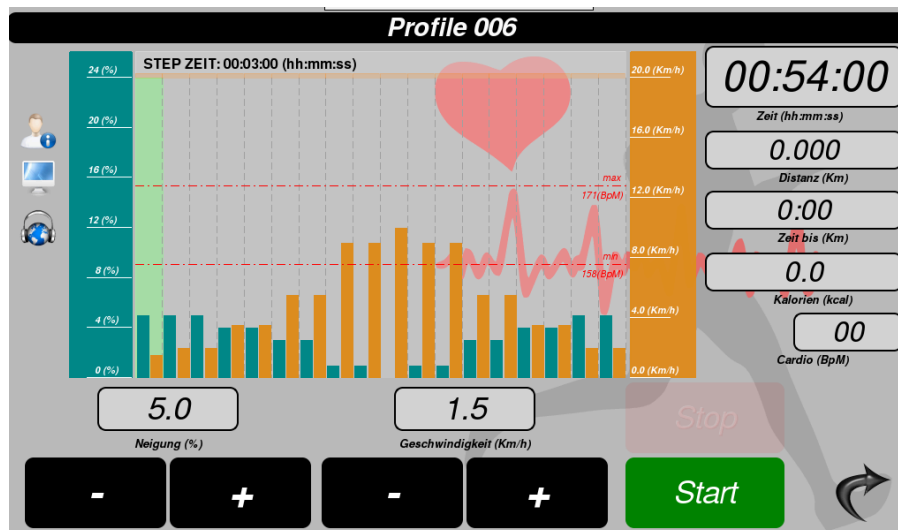 Profile 006
STEP ZEIT: 00:03:00 (hh:mm:ss)
24 (%)
20 (%)
16 (%)
12 (%)
8 (%)
4 (%)
0 (%)
max
171(BpM)
min
158(BpM)
20.0 (Km/h)
16.0 (Km/h)
12.0 (Km/h)
8.0 (Km/h)
4.0 (Km/h)
0.0 (Km/h)
00:54:00
Zeit (hh:mm:ss)
0.000
Distanz (Km)
0:00
Zeit bis (Km)
0.0
Kalorien (kcal)
00
Cardio (BpM)
5.0
Neigung (%)
1.5
Geschwindigkeit (Km/h)
Stop
- + - + Start